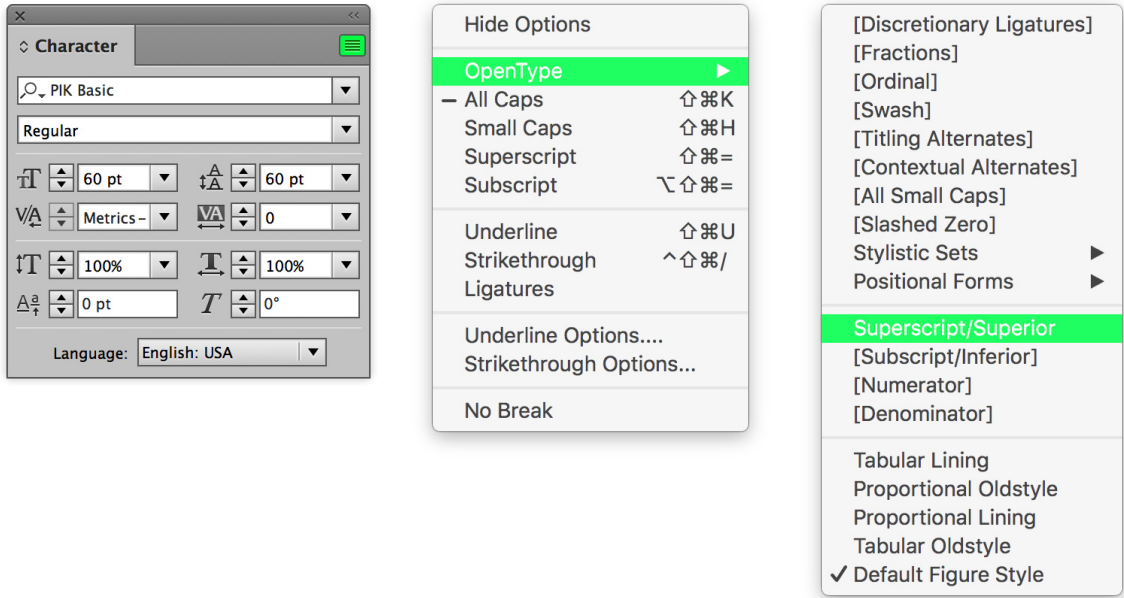 Character
PIK Basic
Regular
60 pt 60 pt
Metrics – 0
100% 100%
0 pt 0°
Language: English: USA
Hide Options
OpenType
– All Caps ⇧⌘K
Small Caps ⇧⌘H
Superscript ⇧⌘=
Subscript ⌥⇧⌘=
Underline ⇧⌘U
Strikethrough ^⇧⌘/
Ligatures
Underline Options....
Strikethrough Options...
No Break
[Discretionary Ligatures]
[Fractions]
[Ordinal]
[Swash]
[Titling Alternates]
[Contextual Alternates]
[All Small Caps]
[Slashed Zero]
Stylistic Sets
Positional Forms
Superscript/Superior
[Subscript/Inferior]
[Numerator]
[Denominator]
Tabular Lining
Proportional Oldstyle
Proportional Lining
Tabular Oldstyle
✓ Default Figure Style